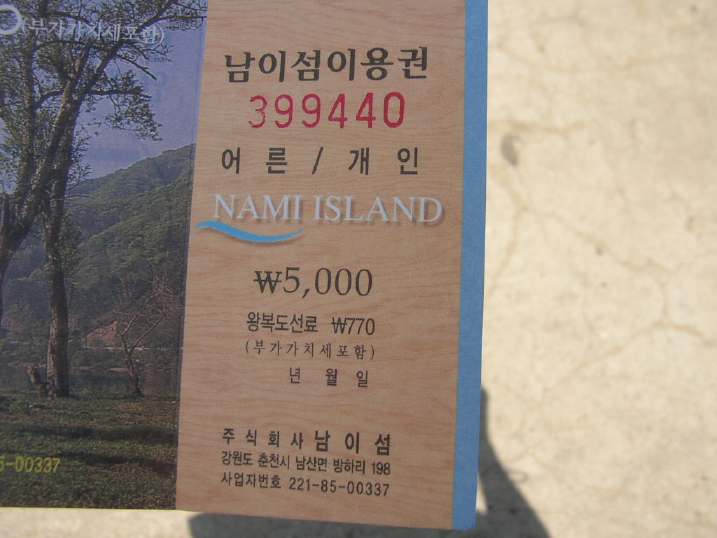 (부가가치세포함)
남이섬이용권
399440
어른 / 개인
NAMI ISLAND
₩5,000
왕복도선료 ₩770
(부가가치세포함)
년 월 일
주식회사 남이섬
강원도 춘천시 남산면 방하리 198
사업자번호 221-85-00337
5-00337